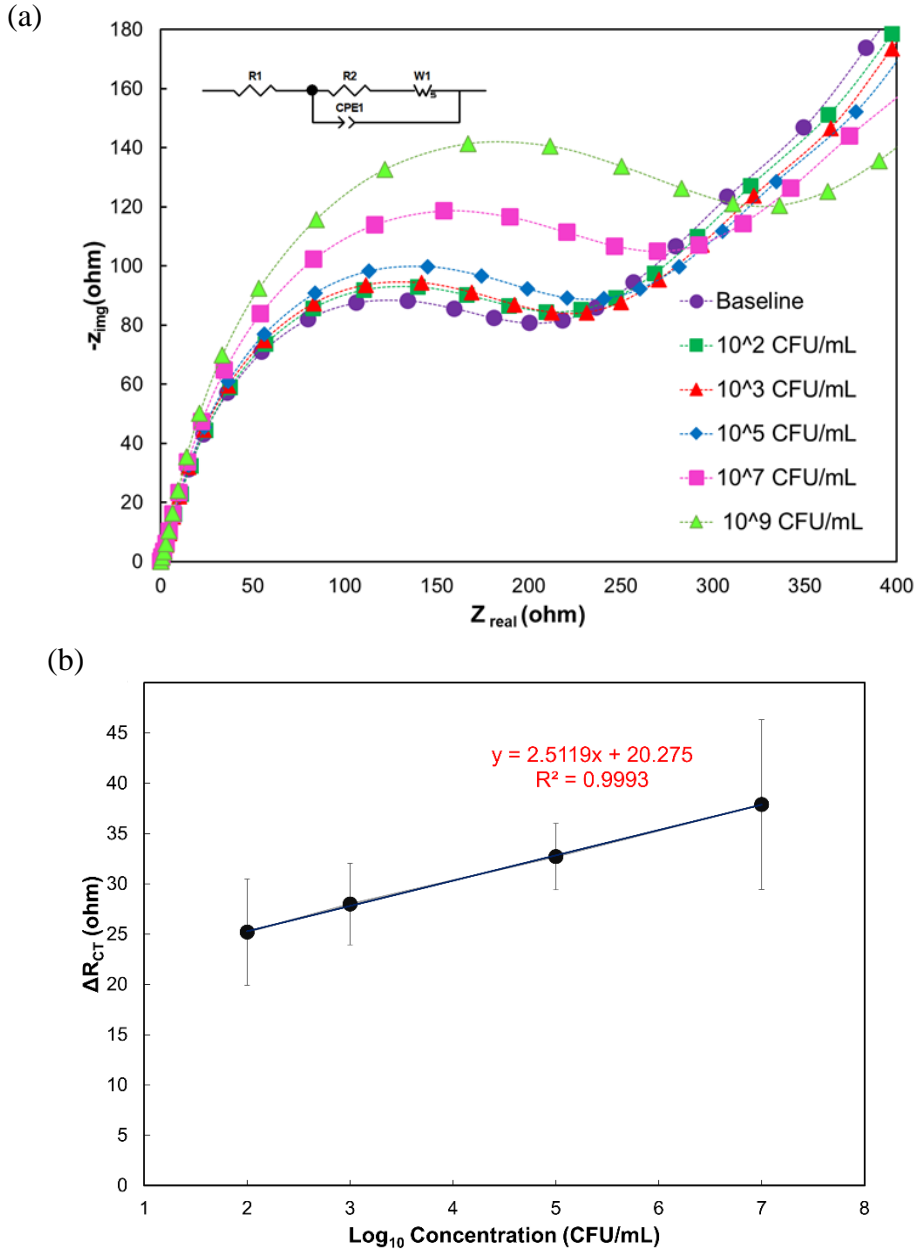 (a)
180
160
140
120
100
80
60
40
20
0
-Zimg(ohm)
R1
R2
W1
s
CPE1
Baseline
10^2 CFU/mL
10^3 CFU/mL
10^5 CFU/mL
10^7 CFU/mL
10^9 CFU/mL
0 50 100 150 200 250 300 350 400
Z real (ohm)
(b)
45
40
35
30
25
20
15
10
5
0
ΔRCT (ohm)
y = 2.5119x + 20.275
R² = 0.9993
1 2 3 4 5 6 7 8
Log10 Concentration (CFU/mL)